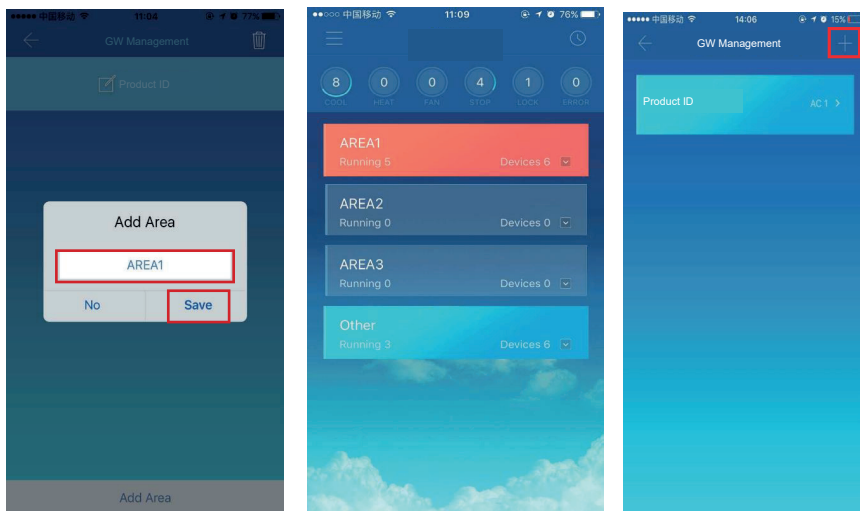 中国移动 11:04 77%
GW Management
Product ID
Add Area
AREA1
No Save
Add Area
中国移动 11:09 76%
8 0 0 4 1 0
COOL HEAT FAN STOP LOCK ERROR
AREA1
Running 5 Devices 6
AREA2
Running 0 Devices 0
AREA3
Running 0 Devices 0
Other
Running 3 Devices 6
中国移动 14:06 15%
GW Management
Product ID AC 1